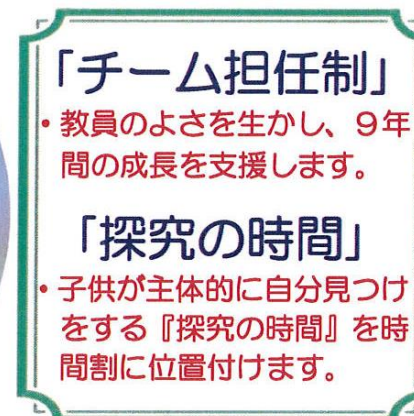 「チーム担任制」
・教員のよさを生かし、9年
間の成長を支援します。
「探究の時間」
・子供が主体的に自分見つけ
をする『探究の時間』を時
間割に位置付けます。